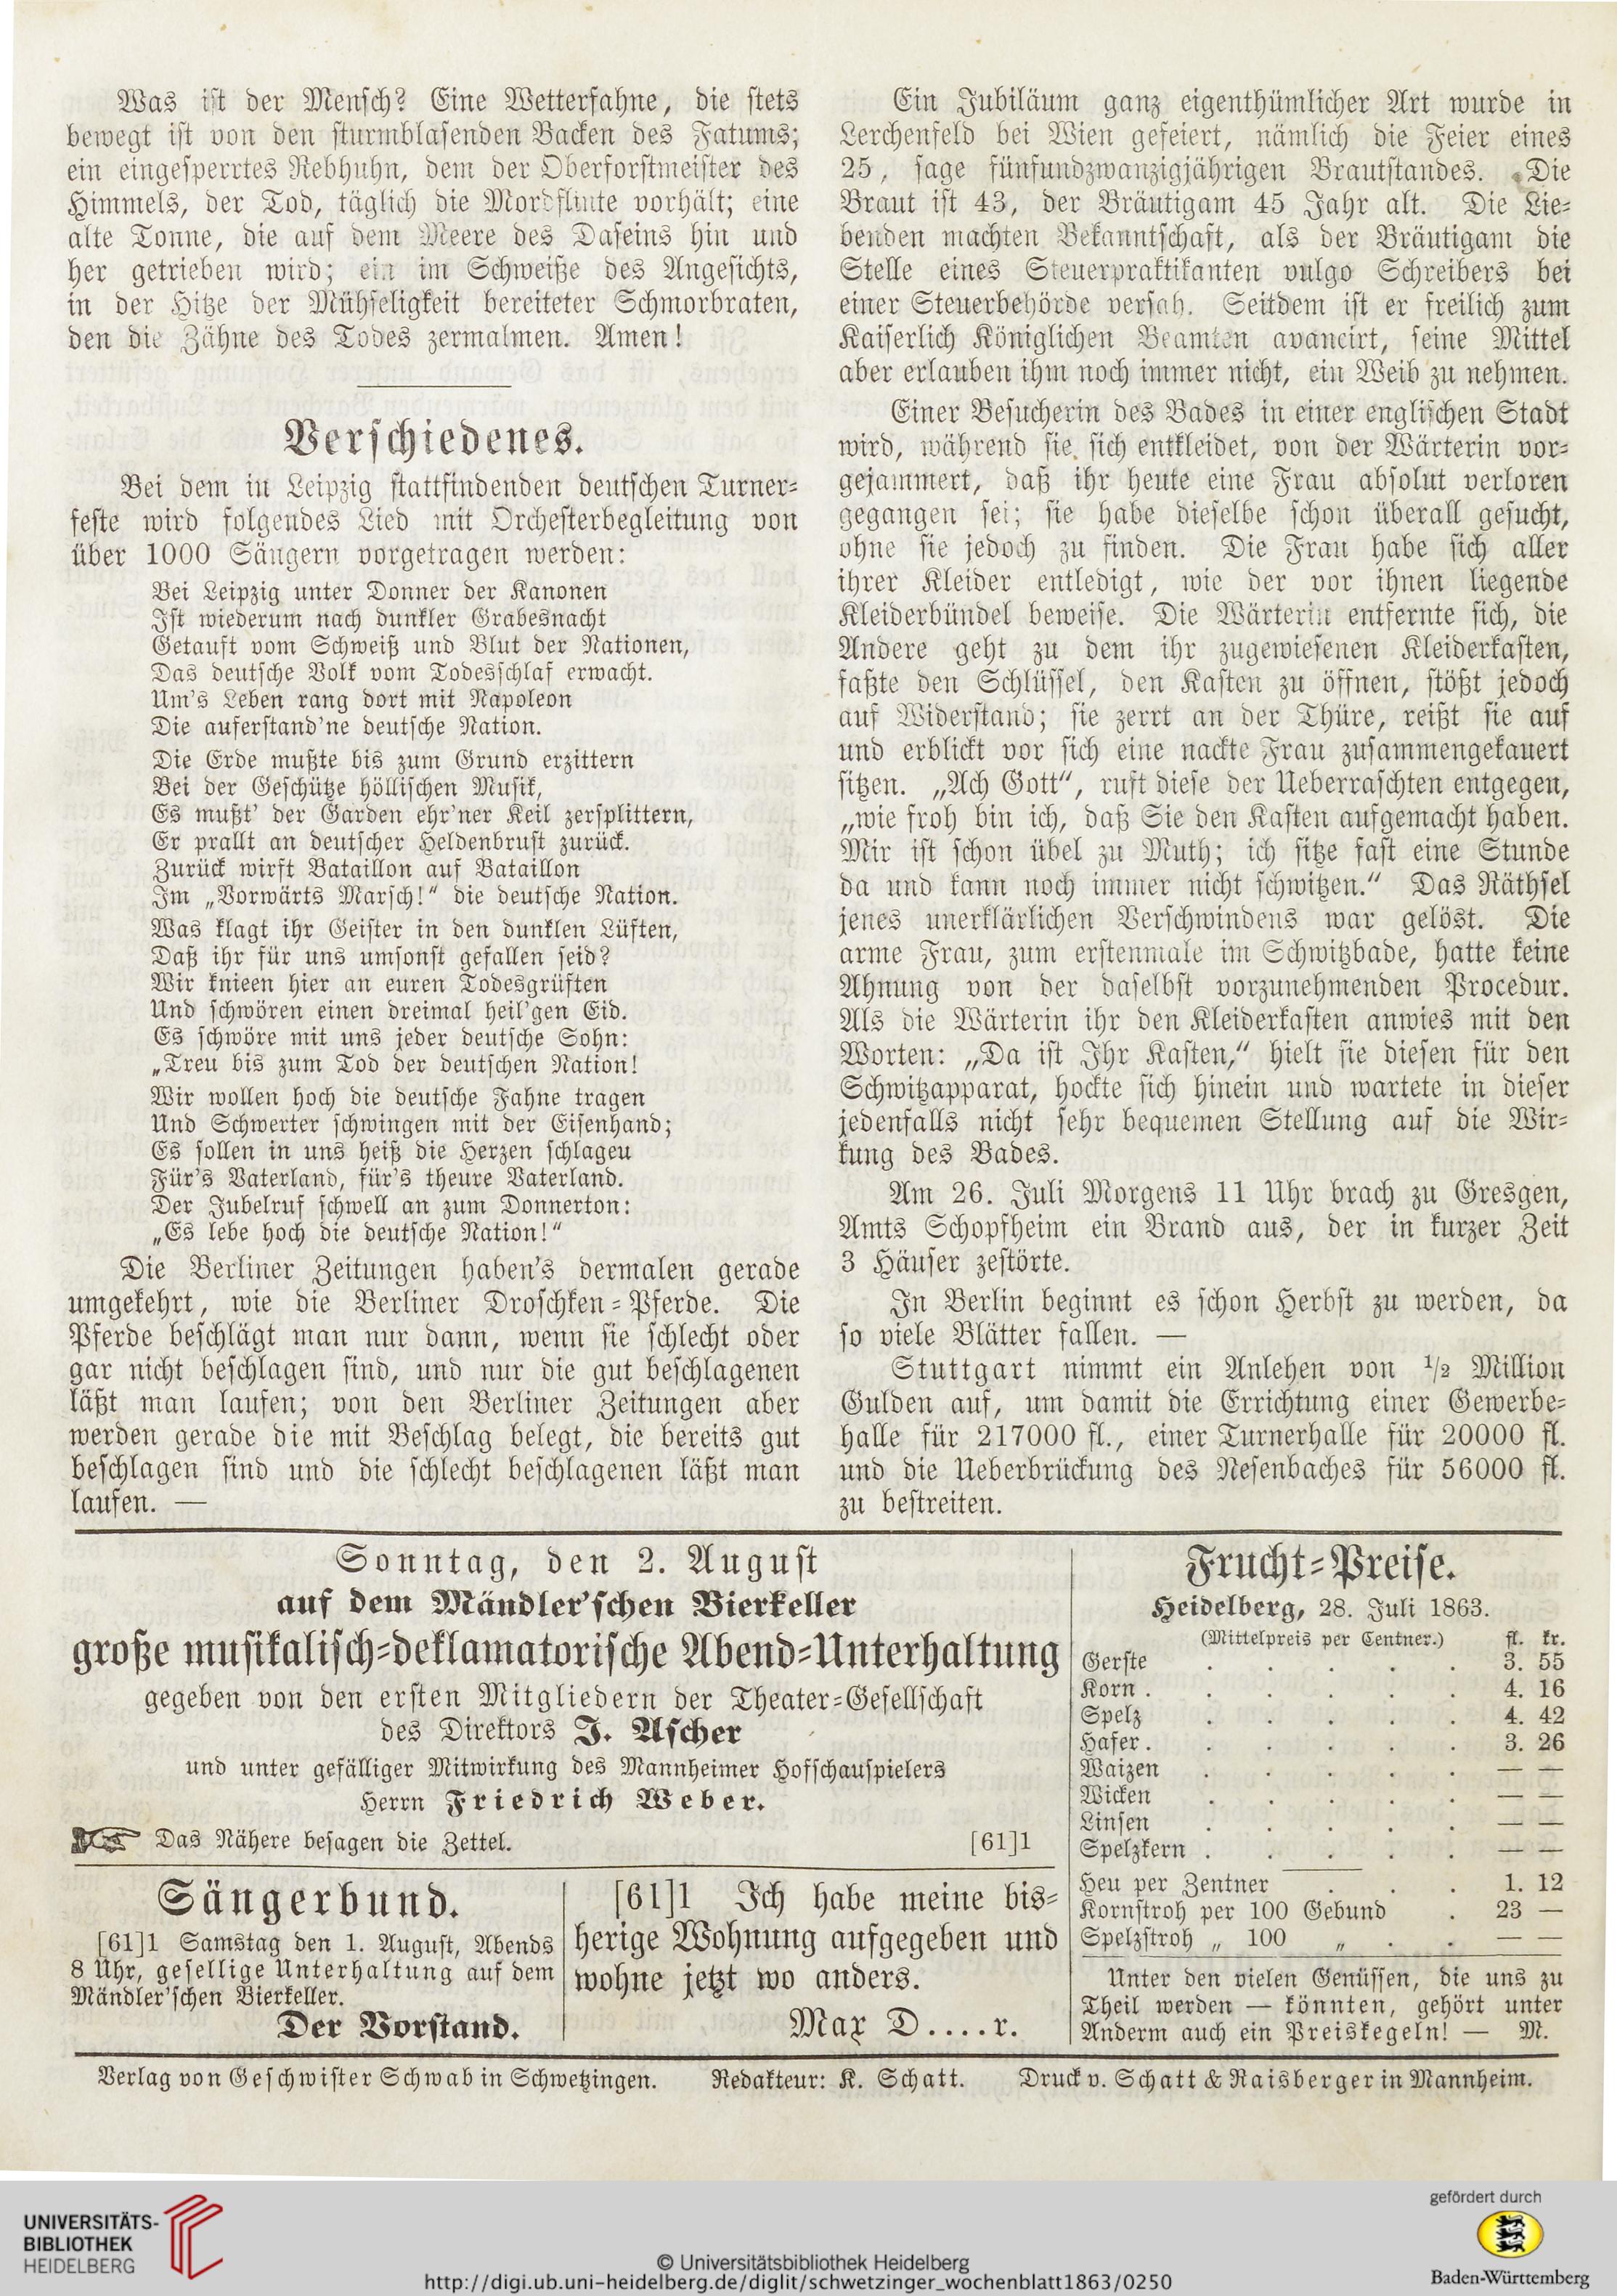 Was ist der Mensch? Eine Wetterfahne, die stets
bewegt ist von den sturmblasenden Backen des Fatums;
ein eingesperrtes Rebhuhn, dem der Oberforstmeister des
Himmels, der Tod, täglich die Mordflinte vorhält; eine
alte Tonne, die auf dem Meere des Daseins hin und
her getrieben wird; ein im Schweiße des Angesichts,
in der Hitze der Mühseligkeit bereiteter Schmorbraten,
den die Zähne des Todes zermalmen. Amen!
Verschiedenes.
Bei dem in Leipzig stattfindenden deutschen Turner-
feste wird folgendes Lied mit Orchesterbegleitung von
über 1000 Sängern vorgetragen werden:
Bei Leipzig unter Donner der Kanonen
Ist wiederum nach dunkler Grabesnacht
Getauft vom Schweiß und Blut der Nationen,
Das deutsche Volk vom Todesschlaf erwacht.
Um's Leben rang dort mit Napoleon
Die auferstand'ne deutsche Nation.
Die Erde mußte bis zum Grund erzittern
Bei der Geschütze höllischen Musik,
Es mußt' der Garden ehr'ner Keil zersplittern,
Er prallt an deutscher Heldenbrust zurück.
Zurück wirft Bataillon auf Bataillon
Im „Vorwärts Marsch!“ die deutsche Nation.
Was klagt ihr Geister in den dunklen Lüften,
Daß ihr für uns umsonst gefallen seid?
Wir knieen hier an euren Todesgrüften
Und schwören einen dreimal heil'gen Eid.
Es schwöre mit uns jeder deutsche Sohn:
„Treu bis zum Tod der deutschen Nation!
Wir wollen hoch die deutsche Fahne tragen
Und Schwerter schwingen mit der Eisenhand;
Es sollen in uns heiß die Herzen schlagen
Für's Vaterland, für's theure Vaterland.
Der Jubelruf schwell an zum Donnerton:
„Es lebe hoch die deutsche Nation!“
Die Berliner Zeitungen haben's dermalen gerade
umgekehrt, wie die Berliner Droschken-Pferde. Die
Pferde beschlägt man nur dann, wenn sie schlecht oder
gar nicht beschlagen sind, und nur die gut beschlagenen
läßt man laufen; von den Berliner Zeitungen aber
werden gerade die mit Beschlag belegt, die bereits gut
beschlagen sind und die schlecht beschlagenen läßt man
laufen. —
Ein Jubiläum ganz eigenthümlicher Art wurde in
Lerchenfeld bei Wien gefeiert, nämlich die Feier eines
25, sage fünfundzwanzigjährigen Brautstandes. Die
Braut ist 43, der Bräutigam 45 Jahr alt. Die Lie-
benden machten Bekanntschaft, als der Bräutigam die
Stelle eines Steuerpraktikanten vulgo Schreibers bei
einer Steuerbehörde versah. Seitdem ist er freilich zum
Kaiserlich Königlichen Beamten avancirt, seine Mittel
aber erlauben ihm noch immer nicht, ein Weib zu nehmen.
Einer Besucherin des Bades in einer englischen Stadt
wird, während sie sich entkleidet, von der Wärterin vor-
gejammert, daß ihr heute eine Frau absolut verloren
gegangen sei; sie habe dieselbe schon überall gesucht,
ohne sie jedoch zu finden. Die Frau habe sich aller
ihrer Kleider entledigt, wie der vor ihnen liegende
Kleiderbündel beweise. Die Wärterin entfernte sich, die
Andere geht zu dem ihr zugewiesenen Kleiderkasten,
faßte den Schlüssel, den Kasten zu öffnen, stößt jedoch
auf Widerstand; sie zerrt an der Thüre, reißt sie auf
und erblickt vor sich eine nackte Frau zusammengekauert
sitzen. „Ach Gott“, ruft diese der Ueberraschten entgegen,
„wie froh bin ich, daß Sie den Kasten aufgemacht haben.
Mir ist schon übel zu Muth; ich sitze fast eine Stunde
da und kann noch immer nicht schwitzen.“ Das Räthsel
jenes unerklärlichen Verschwindens war gelöst. Die
arme Frau, zum erstenmale im Schwitzbade, hatte keine
Ahnung von der daselbst vorzunehmenden Procedur.
Als die Wärterin ihr den Kleiderkasten anwies mit den
Worten: „Da ist Ihr Kasten,“ hielt sie diesen für den
Schwitzapparat, hockte sich hinein und wartete in dieser
jedenfalls nicht sehr bequemen Stellung auf die Wir-
kung des Bades.
Am 26. Juli Morgens 11 Uhr brach zu Gresgen,
Amts Schopfheim ein Brand aus, der in kurzer Zeit
3 Häuser zestörte.
In Berlin beginnt es schon Herbst zu werden, da
so viele Blätter fallen. —
Stuttgart nimmt ein Anlehen von ½ Million
Gulden auf, um damit die Errichtung einer Gewerbe-
halle für 217000 fl., einer Turnerhalle für 20000 fl.
und die Ueberbrückung des Nesenbaches für 56000 fl.
zu bestreiten.
Sonntag, den 2. August
auf dem Mändler'schen Bierkeller
große musikalisch-deklamatorische Abend-Unterhaltung
gegeben von den ersten Mitgliedern der Theater-Gesellschaft
des Direktors J. Ascher
und unter gefälliger Mitwirkung des Mannheimer Hofschauspielers
Herrn Friedrich Weber.
Das Nähere besagen die Zettel. [61]1
Sängerbund.
[61]1 Samstag den 1. August, Abends
8 Uhr, gesellige Unterhaltung auf dem
Mändler'schen Bierkeller.
Der Vorstand.
[61]1 Ich habe meine bis-
herige Wohnung aufgegeben und
wohne jetzt wo anders.
Max D....r.
Frucht-Preise.
Heidelberg, 28. Juli 1863.
(Mittelpreis per Centner.) fl. kr.
Gerste . . . . . 3. 55
Korn . . . . . . 4. 16
Spelz . . . . . 4. 42
Hafer . . . . . . 3. 26
Waizen . . . . . — —
Wicken . . . . . — —
Linsen . . . . . — —
Spelzkern . . . . . — —
Heu per Zentner . . . 1. 12
Kornstroh per 100 Gebund . 23 —
Spelzstroh „ 100 „ . . — —
Unter den vielen Genüssen, die uns zu
Theil werden — könnten, gehört unter
Anderm auch ein Preiskegeln! — M.
Verlag von Geschwister Schwab in Schwetzingen. Redakteur: K. Schatt. Druck v. Schatt & Raisberger in Mannheim.
UNIVERSITÄTS-
BIBLIOTHEK
HEIDELBERG
© Universitätsbibliothek Heidelberg
http://digi.ub.uni-heidelberg.de/diglit/schwetzinger_wochenblatt1863/0250
gefördert durch
Baden-Württemberg